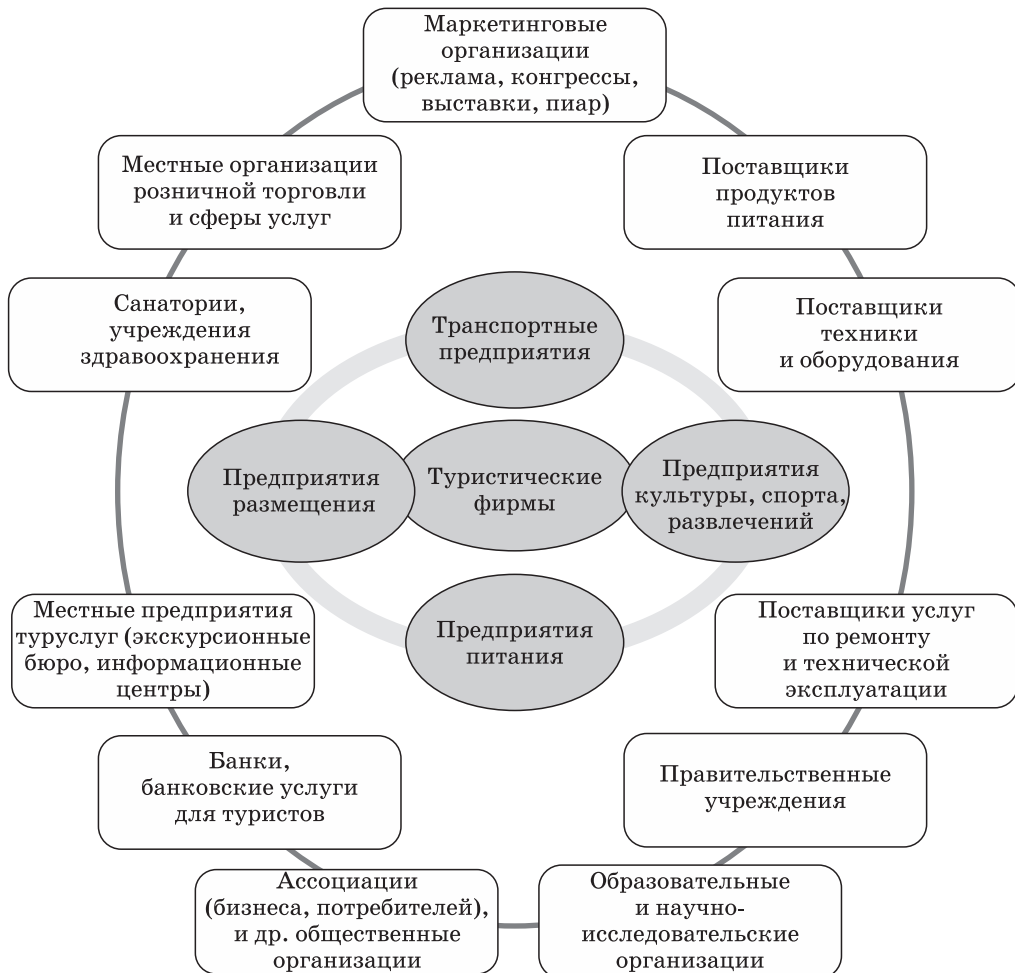 Маркетинговые
организации
(реклама, конгрессы,
выставки, пиар)
Местные организации
розничной торговли
и сферы услуг
Поставщики
продуктов
питания
Санатории,
учреждения
здравоохранения
Транспортные
предприятия
Поставщики
техники
и оборудования
Предприятия
размещения
Туристические
фирмы
Предприятия
культуры, спорта,
развлечений
Местные предприятия
туруслуг (экскурсионные
бюро, информационные
центры)
Предприятия
питания
Поставщики услуг
по ремонту
и технической
эксплуатации
Банки,
банковские услуги
для туристов
Правительственные
учреждения
Ассоциации
(бизнеса, потребителей),
и др. общественные
организации
Образовательные
и научно-
исследовательские
организации